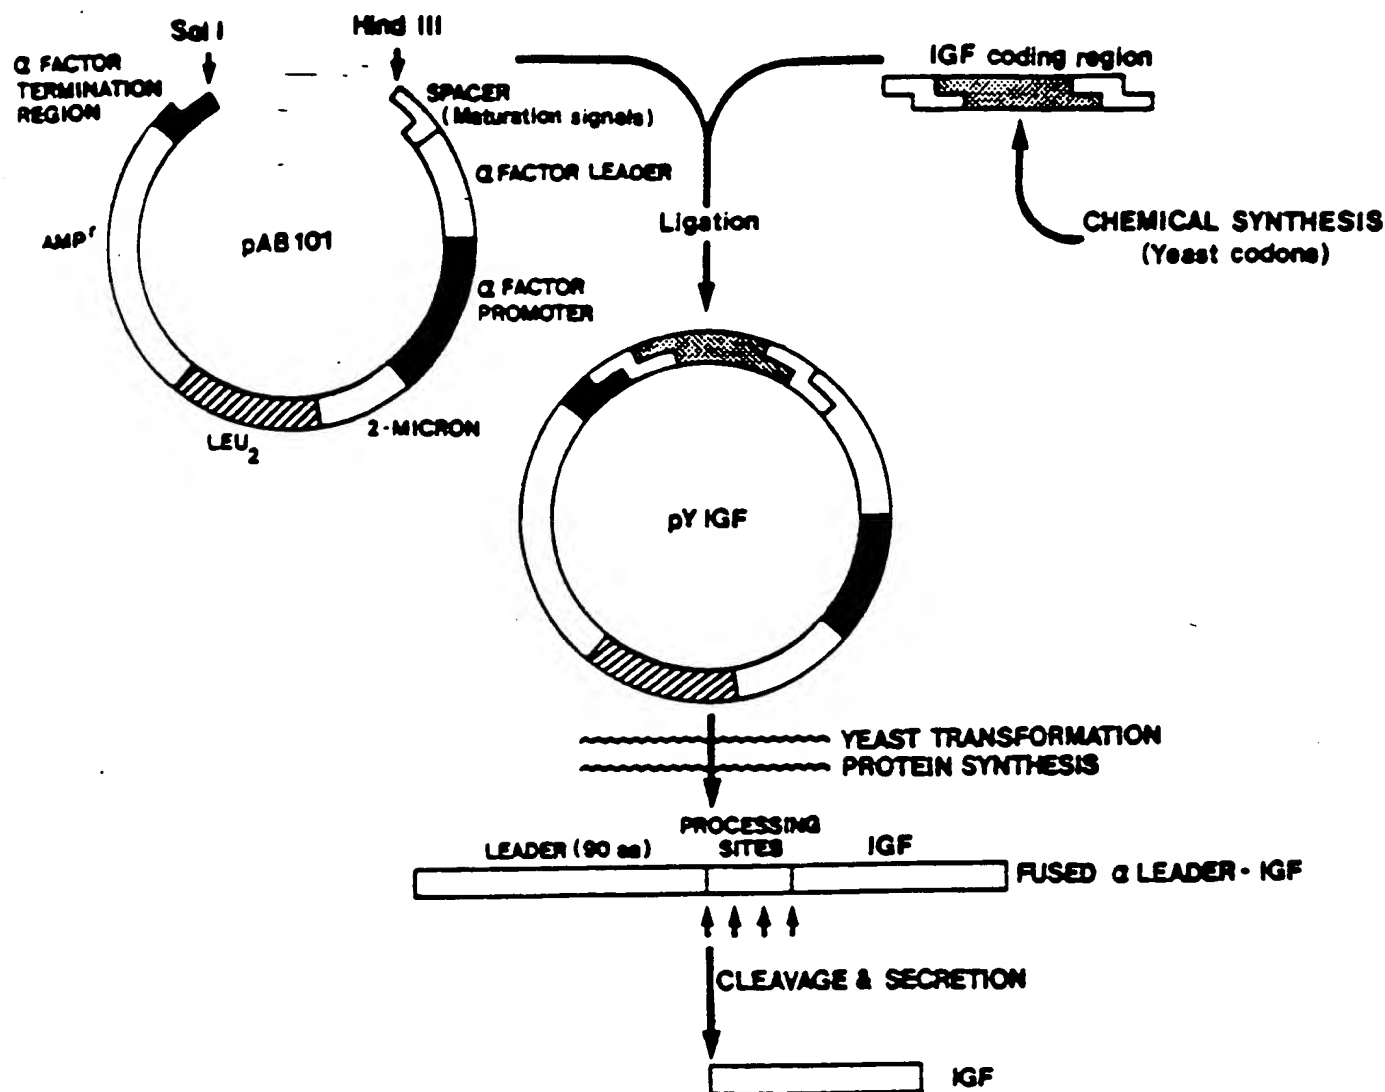 Sal I
Hind III
α FACTOR
TERMINATION
REGION
SPACER
(Maturation signals)
α FACTOR LEADER
AMPʳ
pAB101
α FACTOR
PROMOTER
LEU₂
2-MICRON
IGF coding region
Ligation
CHEMICAL SYNTHESIS
(Yeast codons)
pY IGF
YEAST TRANSFORMATION
PROTEIN SYNTHESIS
PROCESSING
LEADER (90 aa) SITES IGF
FUSED α LEADER - IGF
CLEAVAGE & SECRETION
IGF